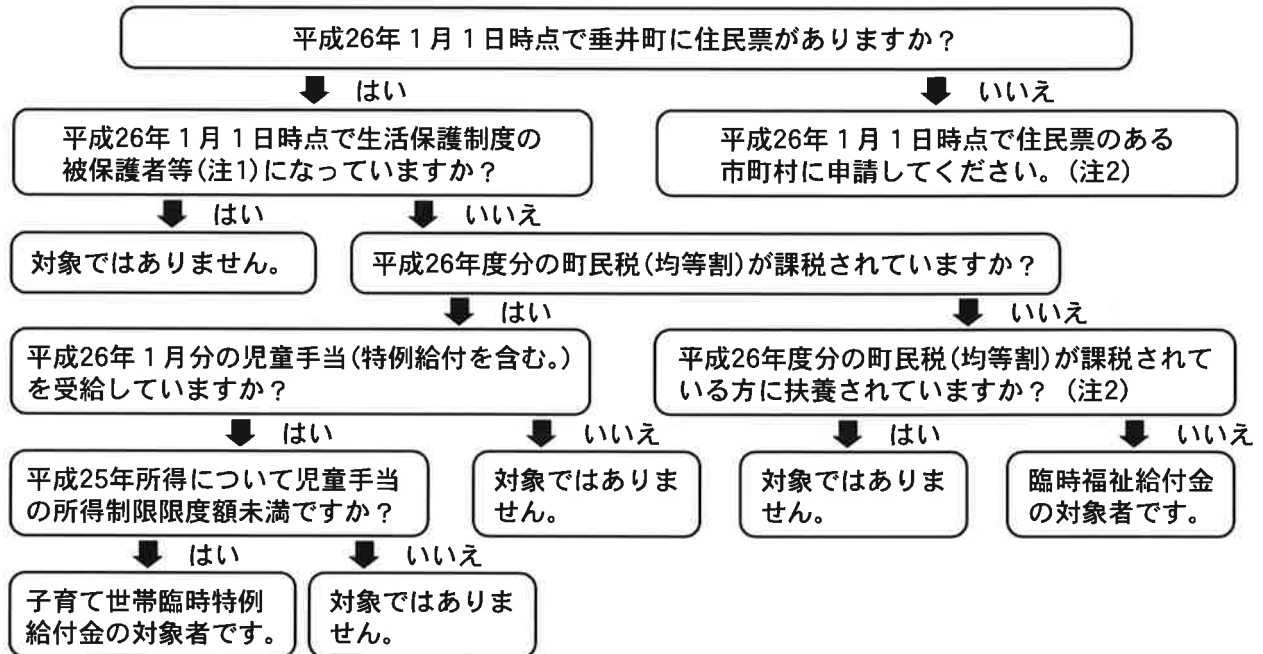 平成26年1月1日時点で垂井町に住民票がありますか？
はい
いいえ
平成26年1月1日時点で生活保護制度の
被保護者等(注1)になっていますか？
平成26年1月1日時点で住民票のある
市町村に申請してください。(注2)
はい
いいえ
対象ではありません。
平成26年度分の町民税(均等割)が課税されていますか？
はい
いいえ
平成26年1月分の児童手当(特例給付を含む。)
を受給していますか？
平成26年度分の町民税(均等割)が課税されて
いる方に扶養されていますか？(注2)
はい
いいえ
はい
いいえ
平成25年所得について児童手当
の所得制限限度額未満ですか？
対象ではありま
せん。
対象ではありま
せん。
臨時福祉給付金
の対象者です。
はい
いいえ
子育て世帯臨時特例
給付金の対象者です。
対象ではありま
せん。